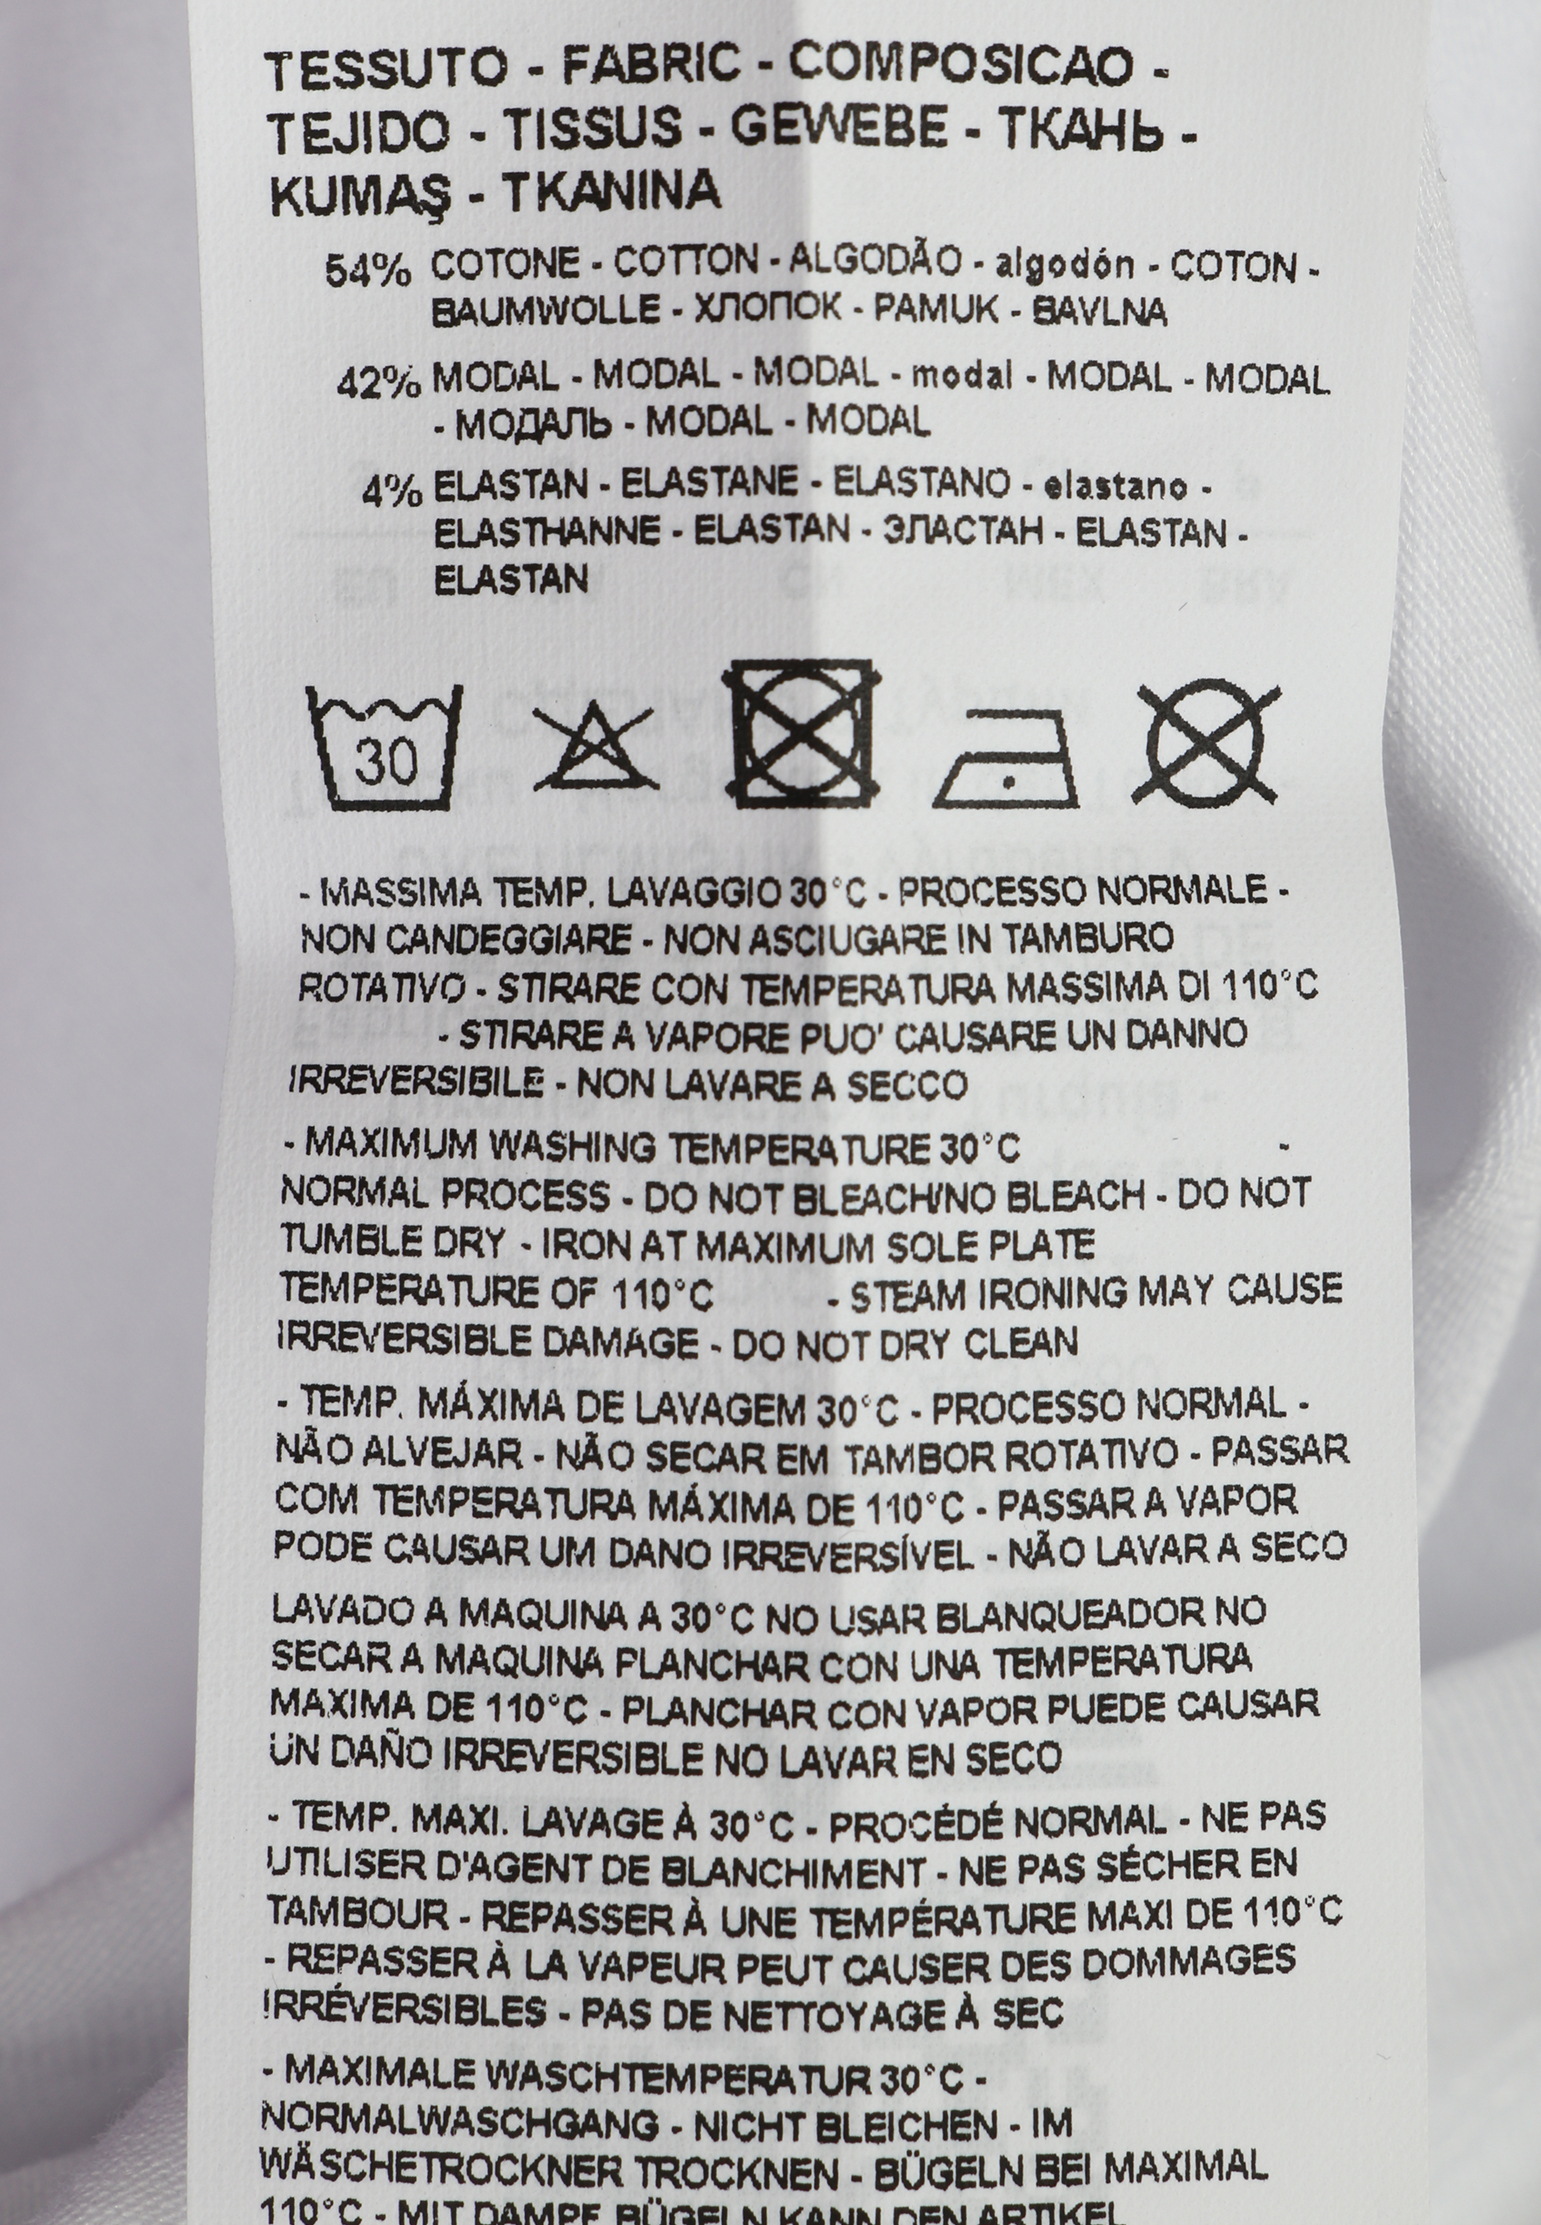 TESSUTO - FABRIC - COMPOSICAO -
TEJIDO - TISSUS - GEWEBE - ТКАНЬ -
KUMAŞ - TKANINA
54% COTONE - COTTON - ALGODÃO - algodón - COTON -
BAUMWOLLE - ХЛОПОК - PAMUK - BAVLNA
42% MODAL - MODAL - MODAL - modal - MODAL - MODAL
- МОДАЛЬ - MODAL - MODAL
4% ELASTAN - ELASTANE - ELASTANO - elastano -
ELASTHANNE - ELASTAN - ЭЛАСТАН - ELASTAN -
ELASTAN
30
- MASSIMA TEMP. LAVAGGIO 30°C - PROCESSO NORMALE -
NON CANDEGGIARE - NON ASCIUGARE IN TAMBURO
ROTATIVO - STIRARE CON TEMPERATURA MASSIMA DI 110°C
- STIRARE A VAPORE PUO' CAUSARE UN DANNO
IRREVERSIBILE - NON LAVARE A SECCO
- MAXIMUM WASHING TEMPERATURE 30°C -
NORMAL PROCESS - DO NOT BLEACH/NO BLEACH - DO NOT
TUMBLE DRY - IRON AT MAXIMUM SOLE PLATE
TEMPERATURE OF 110°C - STEAM IRONING MAY CAUSE
IRREVERSIBLE DAMAGE - DO NOT DRY CLEAN
- TEMP. MÁXIMA DE LAVAGEM 30°C - PROCESSO NORMAL -
NÃO ALVEJAR - NÃO SECAR EM TAMBOR ROTATIVO - PASSAR
COM TEMPERATURA MÁXIMA DE 110°C - PASSAR A VAPOR
PODE CAUSAR UM DANO IRREVERSÍVEL - NÃO LAVAR A SECO
LAVADO A MAQUINA A 30°C NO USAR BLANQUEADOR NO
SECAR A MAQUINA PLANCHAR CON UNA TEMPERATURA
MAXIMA DE 110°C - PLANCHAR CON VAPOR PUEDE CAUSAR
UN DAÑO IRREVERSIBLE NO LAVAR EN SECO
- TEMP. MAXI. LAVAGE À 30°C - PROCÉDÉ NORMAL - NE PAS
UTILISER D'AGENT DE BLANCHIMENT - NE PAS SÉCHER EN
TAMBOUR - REPASSER À UNE TEMPÉRATURE MAXI DE 110°C
- REPASSER À LA VAPEUR PEUT CAUSER DES DOMMAGES
IRRÉVERSIBLES - PAS DE NETTOYAGE À SEC
- MAXIMALE WASCHTEMPERATUR 30°C -
NORMALWASCHGANG - NICHT BLEICHEN - IM
WÄSCHETROCKNER TROCKNEN - BÜGELN BEI MAXIMAL
110°C - MIT DAMPF BÜGELN KANN DEN ARTIKEL